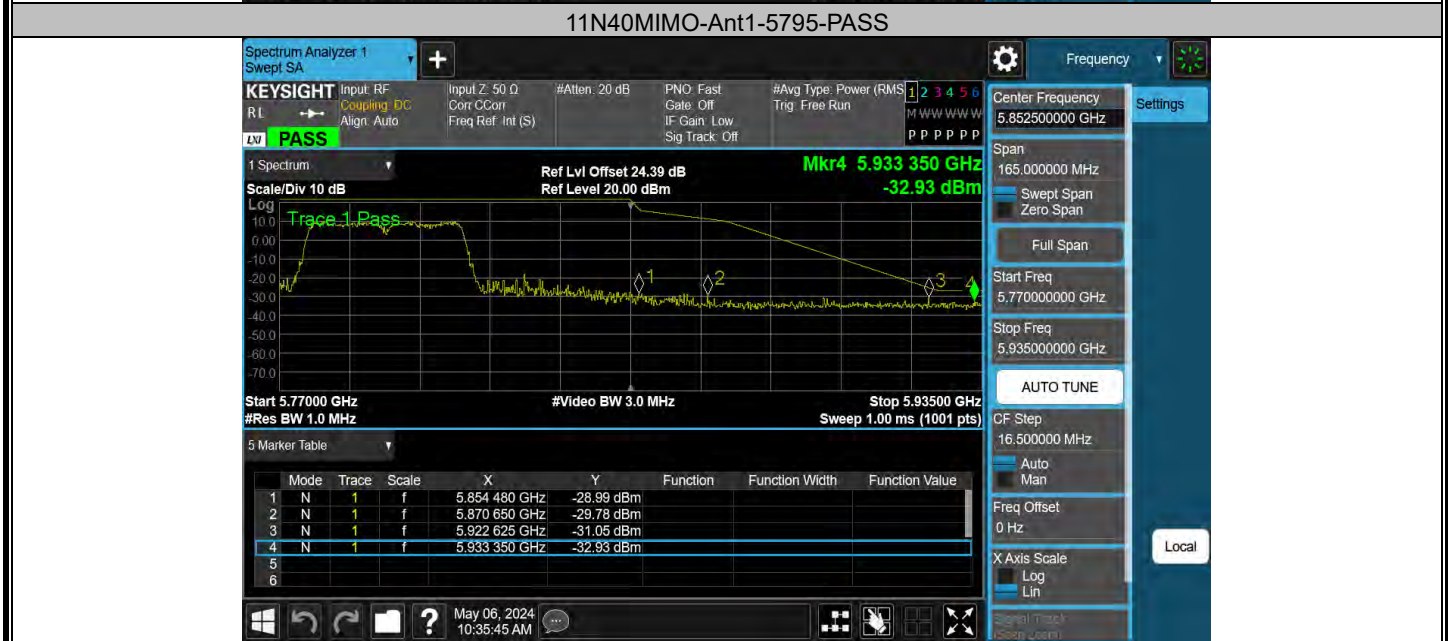 11N40MIMO-Ant1-5795-PASS
Spectrum Analyzer 1
Swept SA
+
Frequency
KEYSIGHT
RL
LXI
PASS
Input: RF
Coupling: DC
Align: Auto
Input Z: 50 Ω
Corr CCorr
Freq Ref: Int (S)
#Atten: 20 dB
PNO: Fast
Gate: Off
IF Gain: Low
Sig Track: Off
#Avg Type: Power (RMS
Trig: Free Run
1 2 3 4 5 6
M W W W W W
P P P P P P
1 Spectrum
Scale/Div 10 dB
Ref Lvl Offset 24.39 dB
Ref Level 20.00 dBm
Mkr4 5.933 350 GHz
-32.93 dBm
Log
Trace 1 Pass
10.0
0.00
-10.0
-20.0
-30.0
-40.0
-50.0
-60.0
-70.0
1
2
3
4
Start 5.77000 GHz
#Video BW 3.0 MHz
Stop 5.93500 GHz
#Res BW 1.0 MHz
Sweep 1.00 ms (1001 pts)
5 Marker Table
Mode Trace Scale X Y Function Function Width Function Value
1 N 1 f 5.854 480 GHz -28.99 dBm
2 N 1 f 5.870 650 GHz -29.78 dBm
3 N 1 f 5.922 625 GHz -31.05 dBm
4 N 1 f 5.933 350 GHz -32.93 dBm
5
6
?
May 06, 2024
10:35:45 AM
Center Frequency
5.852500000 GHz
Settings
Span
165.000000 MHz
Swept Span
Zero Span
Full Span
Start Freq
5.770000000 GHz
Stop Freq
5.935000000 GHz
AUTO TUNE
CF Step
16.500000 MHz
Auto
Man
Freq Offset
0 Hz
X Axis Scale
Log
Lin
Local
Signal Track
(Span Zoom)